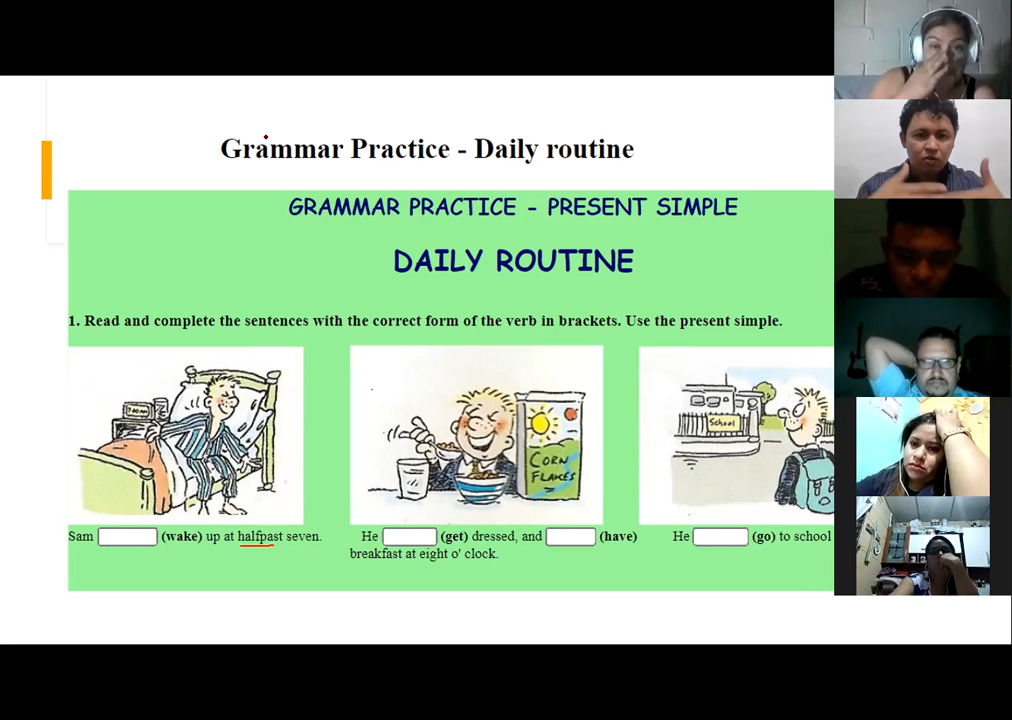 Grammar Practice - Daily routine
GRAMMAR PRACTICE - PRESENT SIMPLE
DAILY ROUTINE
1. Read and complete the sentences with the correct form of the verb in brackets. Use the present simple.
School
CORN
FLAKES
Sam (wake) up at halfpast seven.
He (get) dressed, and (have)
breakfast at eight o' clock.
He (go) to school